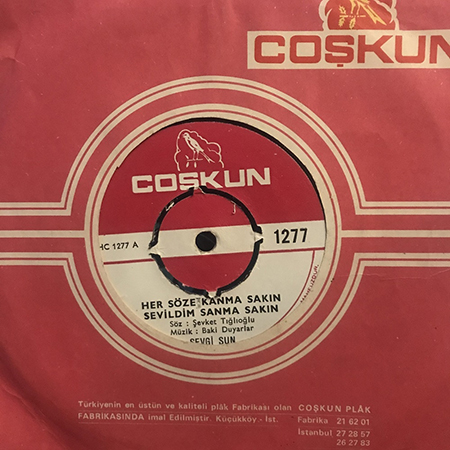 COŞKUN
COŞKUN
HC 1277 A
1277
HER SÖZE KANMA SAKIN
SEVİLDİM SANMA SAKIN
Söz : Şevket Tığlıoğlu
Müzik : Baki Duyarlar
SEVGİ SUN
Türkiyenin en üstün ve kaliteli plâk Fabrikası olan COŞKUN PLÂK
FABRİKASINDA imal Edilmiştir. Küçükköy.- İst. Fabrika 21 62 01
İstanbul 27 28 57
26 27 83